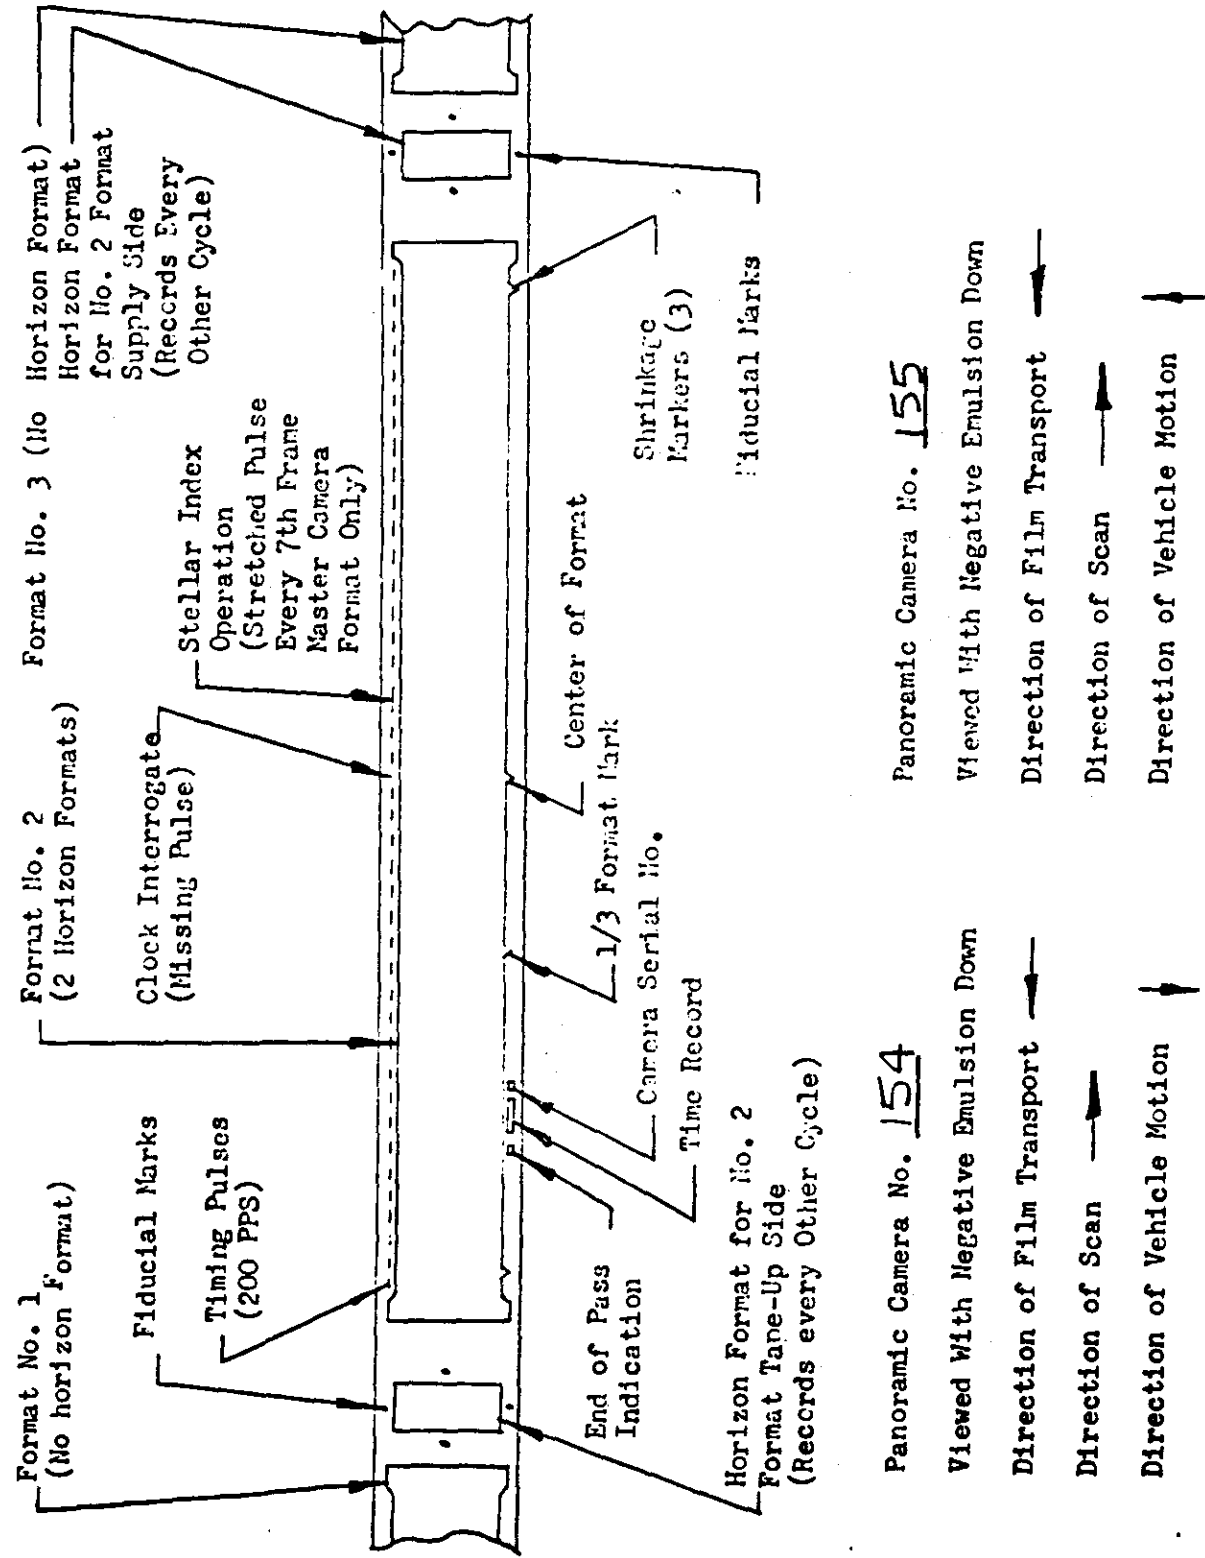 Format No. 1
(No horizon Format)
Fiducial Marks
Timing Pulses
(200 PPS)
Format No. 2
(2 Horizon Formats)
Clock Interrogate
(Missing Pulse)
Format No. 3 (No Horizon Format)
Horizon Format
for No. 2 Format
Supply Side
(Records Every
Other Cycle)
Stellar Index
Operation
(Stretched Pulse
Every 7th Frame
Master Camera
Format Only)
End of Pass
Indication
Horizon Format for No. 2
Format Tape-Up Side
(Records every Other Cycle)
Time Record
Camera Serial No.
1/3 Format Mark
Center of Format
Shrinkage
Markers (3)
Fiducial Marks
Panoramic Camera No. 154
Viewed With Negative Emulsion Down
Direction of Film Transport
Direction of Scan
Direction of Vehicle Motion
Panoramic Camera No. 155
Viewed With Negative Emulsion Down
Direction of Film Transport
Direction of Scan
Direction of Vehicle Motion